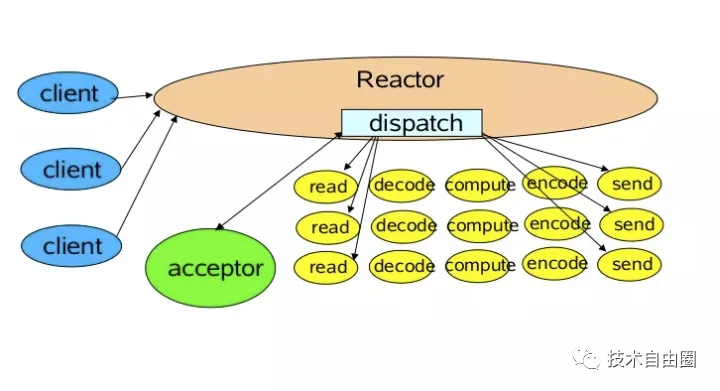 Reactor
dispatch
client
client
client
acceptor
read decode compute encode send
read decode compute encode send
read decode compute encode send
技术自由圈